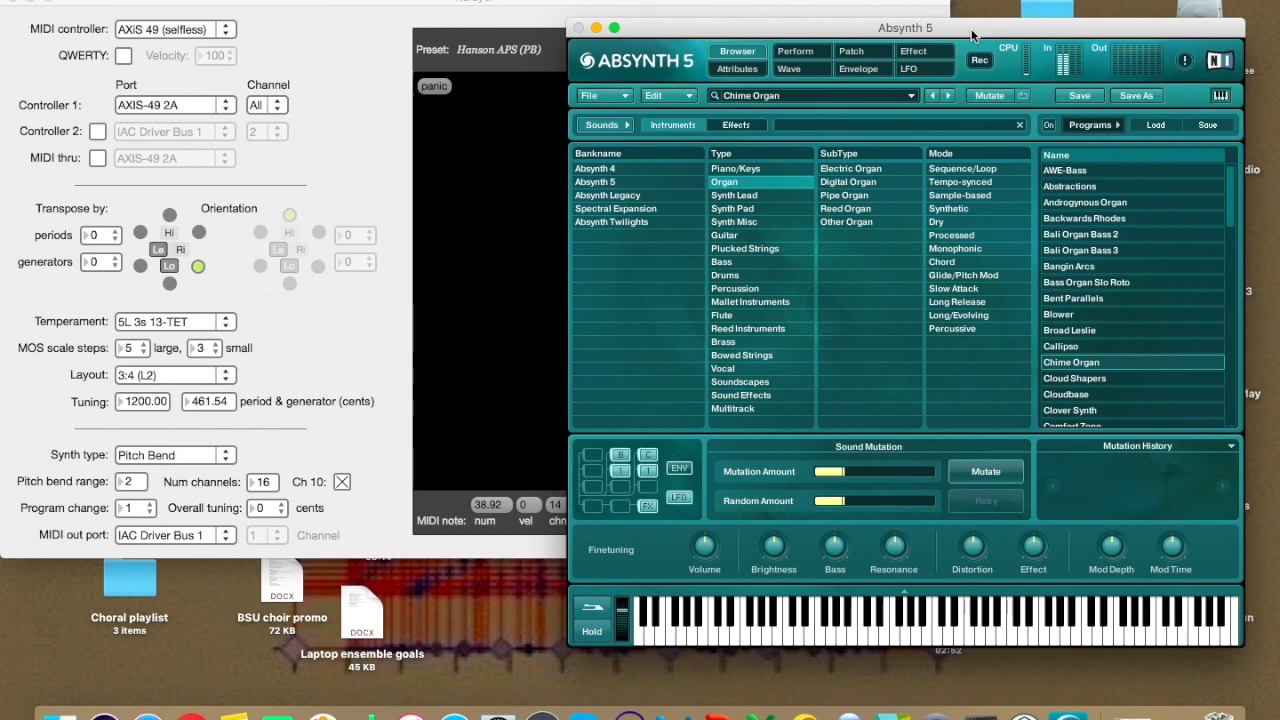 MIDI controller: AXiS 49 (selfless)
QWERTY: Velocity: 100
Port Channel
Controller 1: AXIS-49 2A All
Controller 2: IAC Driver Bus 1 2
MIDI thru: AXIS-49 2A
Transpose by: Orientation
Hi Hi
periods 0 Le Ri Le Ri 0
generators 0 Lo Lo 0
Temperament: 5L 3s 13-TET
MOS scale steps: 5 large, 3 small
Layout: 3:4 (L2)
Tuning: 1200.00 461.54 period & generator (cents)
Synth type: Pitch Bend
Pitch bend range: 2 Num channels: 16 Ch 10:
Program change: 1 Overall tuning: 0 cents
MIDI out port: IAC Driver Bus 1 1 Channel
Preset: Hanson APS (PB)
panic
38.92 0 14
MIDI note: num vel chn
Absynth 5
ABSYNTH 5
Browser Perform Patch Effect
Attributes Wave Envelope LFO
Rec CPU In Out ! NI
File Edit Chime Organ Mutate Save Save As
Sounds Instruments Effects On Programs Load Save
Bankname
Absynth 4
Absynth 5
Absynth Legacy
Spectral Expansion
Absynth Twilights
Type
Piano/Keys
Organ
Synth Lead
Synth Pad
Synth Misc
Guitar
Plucked Strings
Bass
Drums
Percussion
Mallet Instruments
Flute
Reed Instruments
Brass
Bowed Strings
Vocal
Soundscapes
Sound Effects
Multitrack
SubType
Electric Organ
Digital Organ
Pipe Organ
Reed Organ
Other Organ
Mode
Sequence/Loop
Tempo-synced
Sample-based
Synthetic
Dry
Processed
Monophonic
Chord
Glide/Pitch Mod
Slow Attack
Long Release
Long/Evolving
Percussive
Name
AWE-Bass
Abstractions
Androgynous Organ
Backwards Rhodes
Bali Organ Bass 2
Bali Organ Bass 3
Bangin Arcs
Bass Organ Slo Roto
Bent Parallels
Blower
Broad Leslie
Callipso
Chime Organ
Cloud Shapers
Cloudbase
Clover Synth
Comfort Zone
B C
1 1
FX
ENV
LFO
Sound Mutation
Mutation Amount Mutate
Random Amount Retry
Mutation History
Finetuning Volume Brightness Bass Resonance Distortion Effect Mod Depth Mod Time
Hold
02:52
Choral playlist
3 items
DOCX
BSU choir promo
72 KB
DOCX
Laptop ensemble goals
45 KB